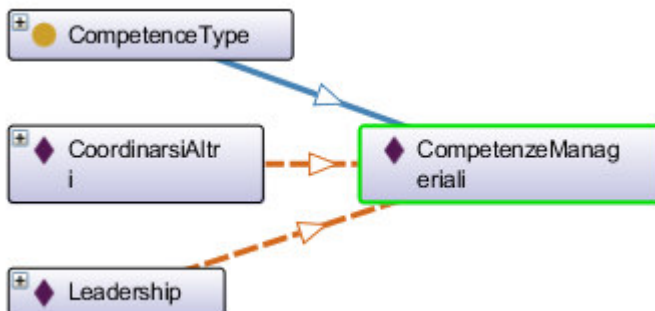 CompetenceType
CoordinarsiAltr
i
CompetenzeManag
eriali
Leadership